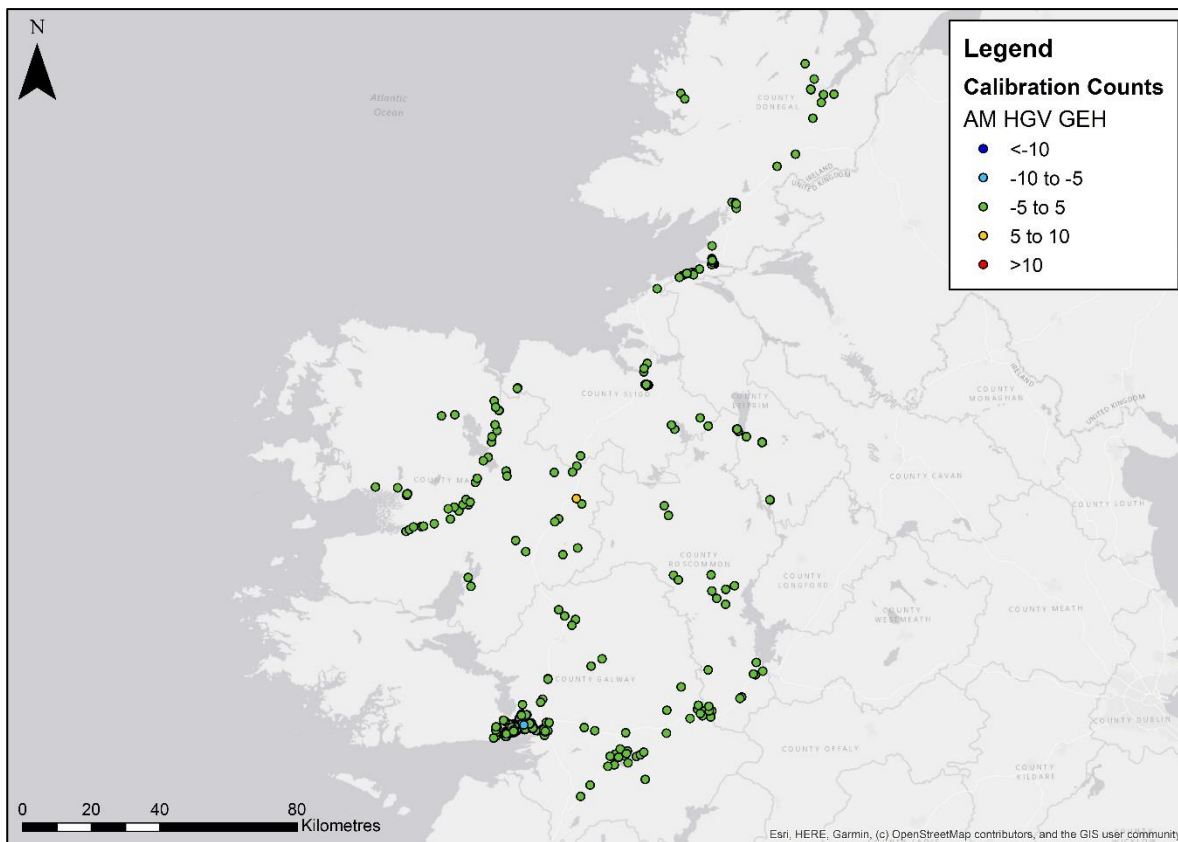 N
Legend
Calibration Counts
AM HGV GEH
<-10
-10 to -5
-5 to 5
5 to 10
>10
Atlantic
Ocean
COUNTY
DONEGAL
IRELAND
UNITED KINGDOM
COUNTY SLIGO
COUNTY
LEITRIM
COUNTY
MONAGHAN
IRELAND
UNITED KINGDOM
COUNTY MA
COUNTY CAVAN
COUNTY LOUTH
COUNTY
ROSCOMMON
COUNTY
LONGFORD
COUNTY
WESTMEATH
COUNTY MEATH
COUNTY GALWAY
COUNTY DUBLIN
COUNTY OFFALY
COUNTY
KILDARE
0 20 40 80
Kilometres
Esri, HERE, Garmin, (c) OpenStreetMap contributors, and the GIS user community